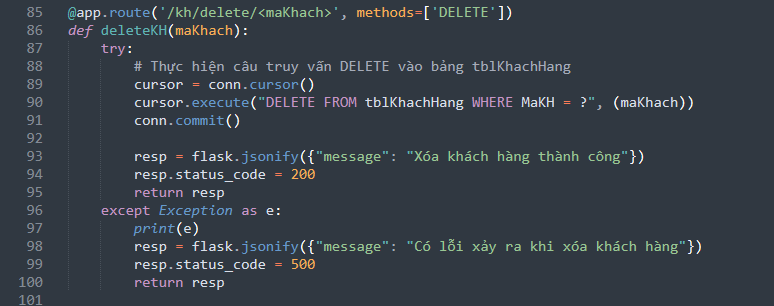 85 @app.route('/kh/delete/<maKhach>', methods=['DELETE'])
86 def deleteKH(maKhach):
87     try:
88         # Thực hiện câu truy vấn DELETE vào bảng tblKhachHang
89         cursor = conn.cursor()
90         cursor.execute("DELETE FROM tblKhachHang WHERE MaKH = ?", (maKhach))
91         conn.commit()
92
93         resp = flask.jsonify({"message": "Xóa khách hàng thành công"})
94         resp.status_code = 200
95         return resp
96     except Exception as e:
97         print(e)
98         resp = flask.jsonify({"message": "Có lỗi xảy ra khi xóa khách hàng"})
99         resp.status_code = 500
100         return resp
101